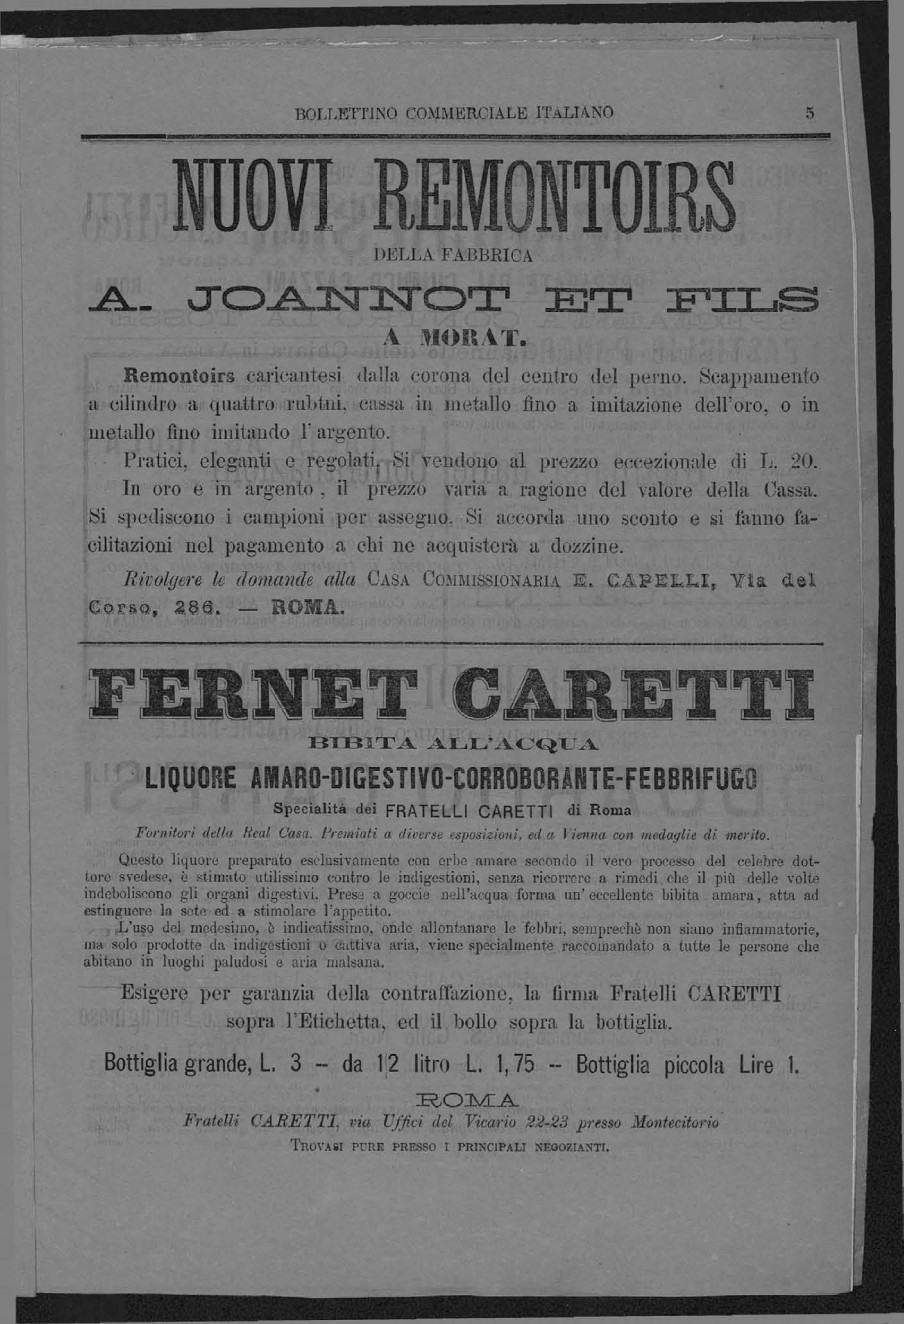 BOLLETTINO COMMERCIALE ITALIANO 5
NUOVI REMONTOIRS
DELLA FABBRICA
A. JOANNOT ET FILS
A MORAT.
Remontoirs caricantesi dalla corona del centro del perno. Scappamento
a cilindro a quattro rubini, cassa in metallo fino a imitazione dell'oro, o in
metallo fino imitando l'argento.
Pratici, eleganti e regolati, Si vendono al prezzo eccezionale di L. 20.
In oro e in argento, il prezzo varia a ragione del valore della Cassa.
Si spediscono i campioni per assegno. Si accorda uno sconto e si fanno fa-
cilitazioni nel pagamento a chi ne acquisterà a dozzine.
Rivolgere le domande alla CASA COMMISSIONARIA E. CAPELLI, Via del
Corso, 286. — ROMA.
FERNET CARETTI
BIBITA ALL'ACQUA
LIQUORE AMARO-DIGESTIVO-CORROBORANTE-FEBBRIFUGO
Specialità dei FRATELLI CARETTI di Roma
Fornitori della Real Casa. Premiati a diverse esposizioni, ed a Vienna con medaglie di merito.
Questo liquore preparato esclusivamente con erbe amare secondo il vero processo del celebre dot-
tore svedese, è stimato utilissimo contro le indigestioni, senza ricorrere a rimedi che il più delle volte
indeboliscono gli organi digestivi. Presa a goccie nell'acqua forma un'eccellente bibita amara, atta ad
estinguere la sete ed a stimolare l'appetito.
L'uso del medesimo, è indicatissimo, onde allontanare le febbri, semprechè non siano infiammatorie,
ma solo prodotte da indigestioni o cattiva aria, viene specialmente raccomandato a tutte le persone che
abitano in luoghi paludosi e aria malsana.
Esigere per garanzia della contraffazione, la firma Fratelli CARETTI
sopra l'Etichetta, ed il bollo sopra la bottiglia.
Bottiglia grande, L. 3 -- da 1|2 litro L. 1,75 -- Bottiglia piccola Lire 1.
ROMA
Fratelli CARETTI, via Uffici del Vicario 22-23 presso Montecitorio
TROVASI PURE PRESSO I PRINCIPALI NEGOZIANTI.